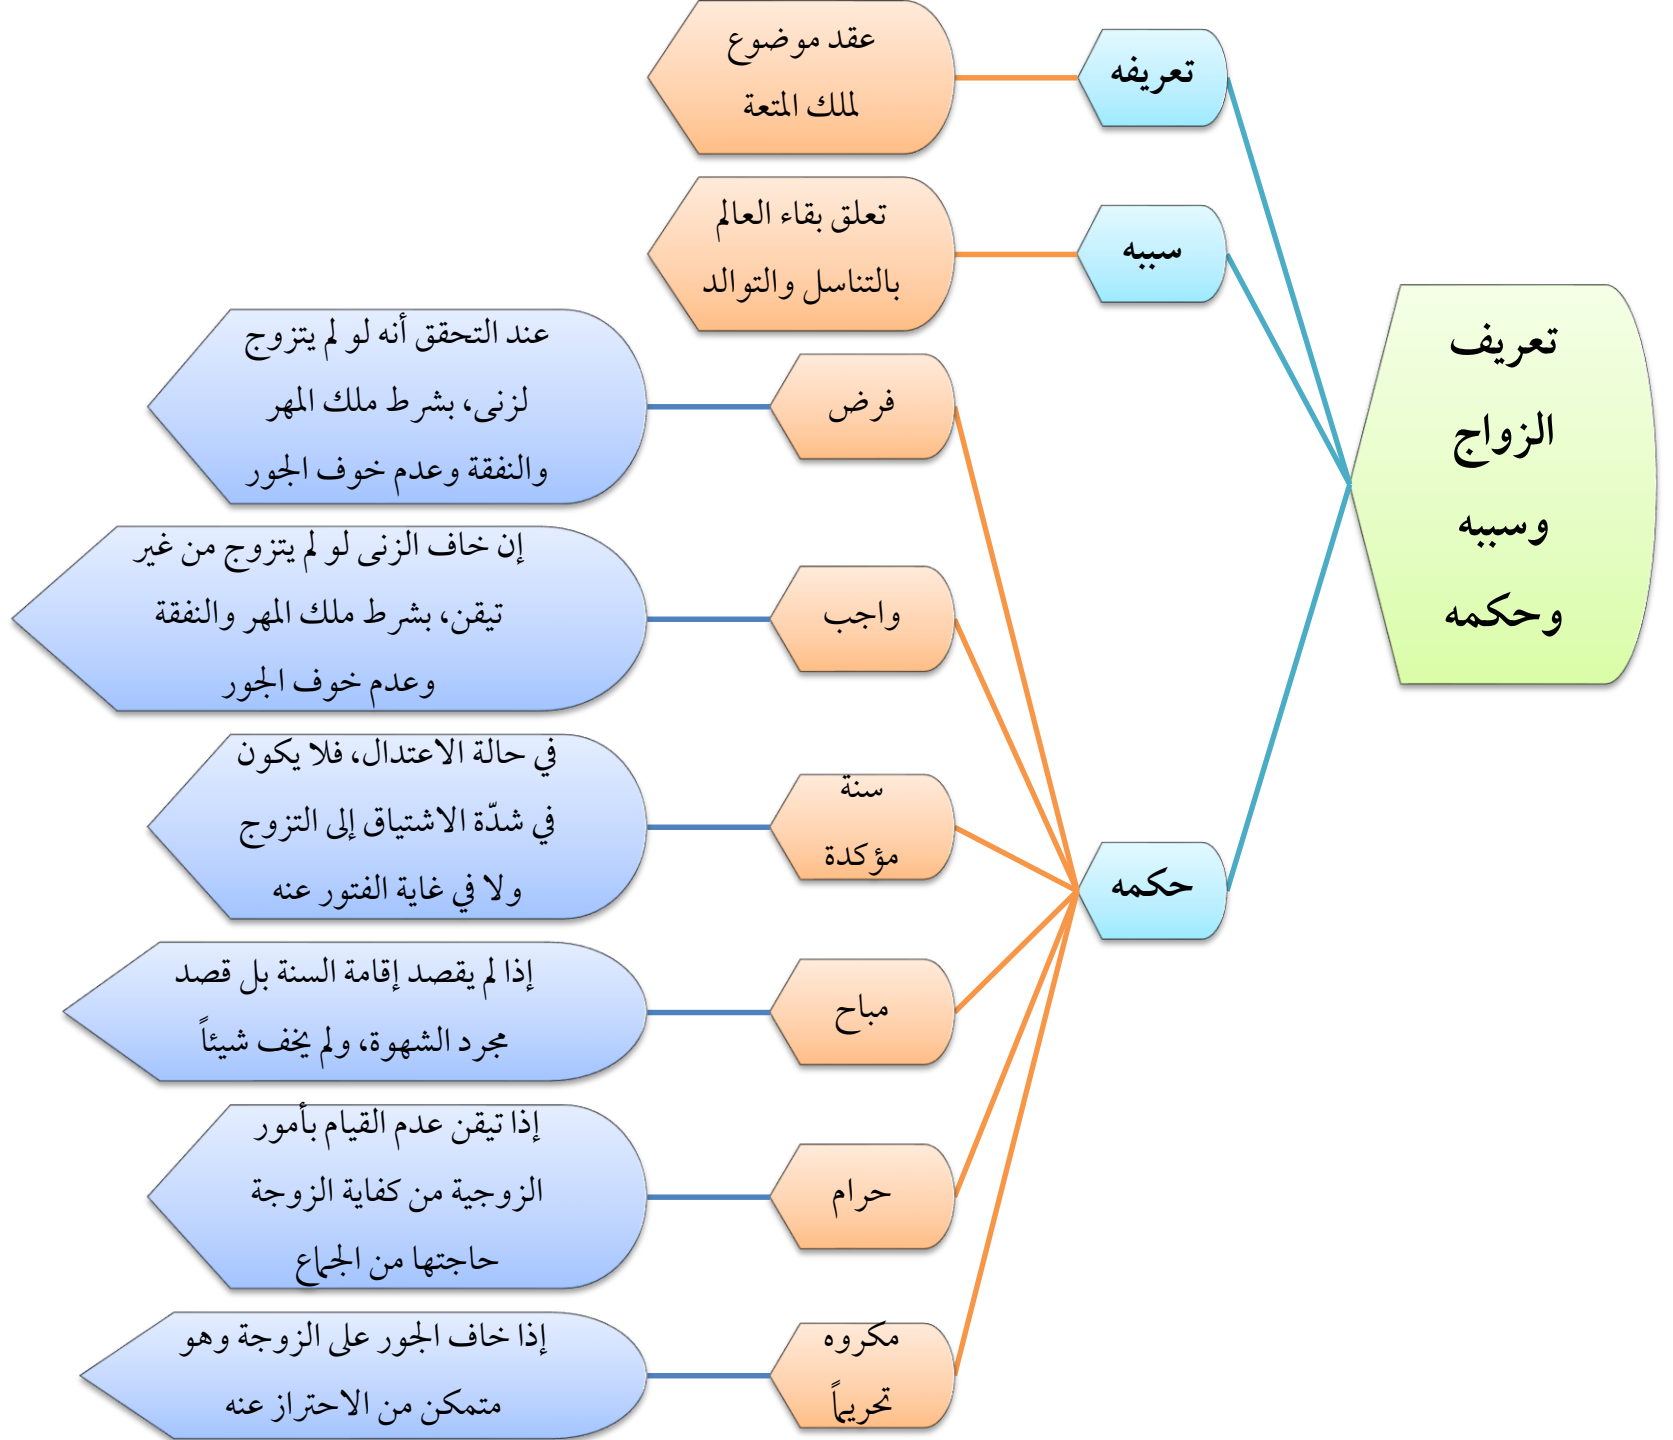 تعريف
الزواج
وسببه
وحكمه
تعريفه
عقد موضوع
لملك المتعة
سببه
تعلق بقاء العالم
بالتناسل والتوالد
حكمه
فرض
عند التحقق أنه لو لم يتزوج
لزنى، بشرط ملك المهر
والنفقة وعدم خوف الجور
واجب
إن خاف الزنى لو لم يتزوج من غير
تيقن، بشرط ملك المهر والنفقة
وعدم خوف الجور
سنة
مؤكدة
في حالة الاعتدال، فلا يكون
في شدّة الاشتياق إلى التزوج
ولا في غاية الفتور عنه
مباح
إذا لم يقصد إقامة السنة بل قصد
مجرد الشهوة، ولم يخف شيئاً
حرام
إذا تيقن عدم القيام بأمور
الزوجية من كفاية الزوجة
حاجتها من الجماع
مكروه
تحريماً
إذا خاف الجور على الزوجة وهو
متمكن من الاحتراز عنه